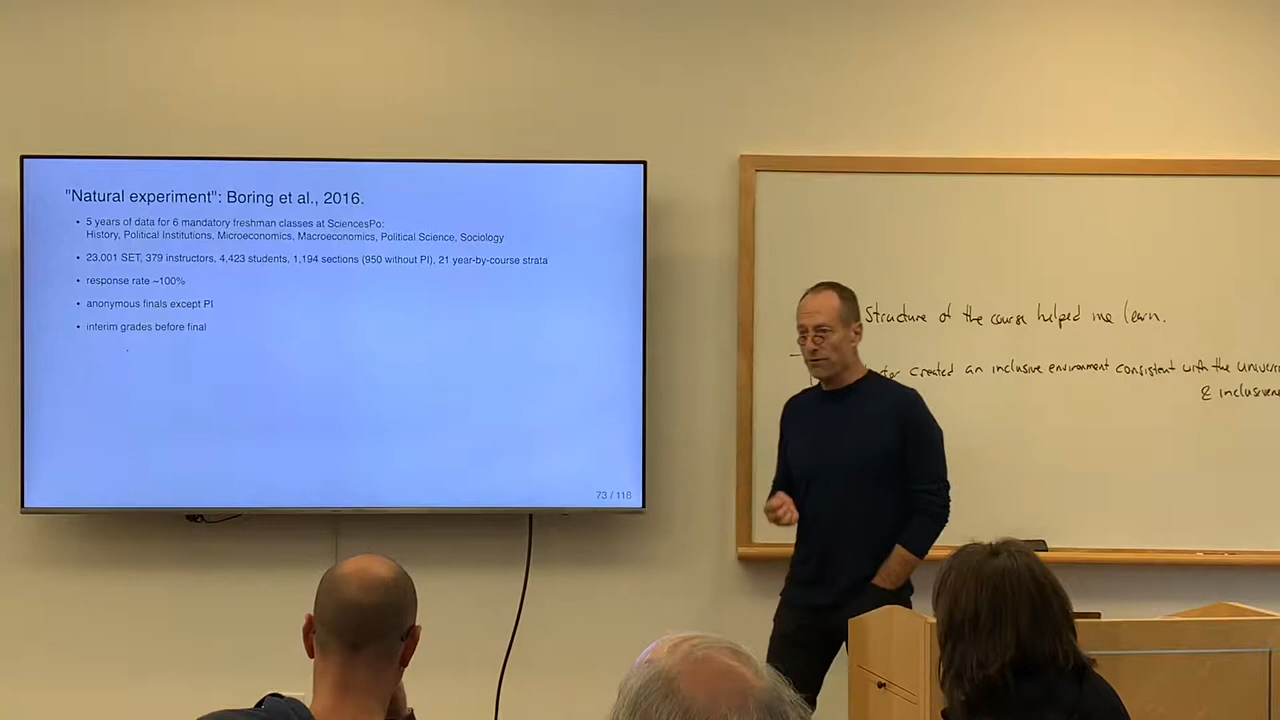 "Natural experiment": Boring et al., 2016.
• 5 years of data for 6 mandatory freshman classes at SciencesPo:
History, Political Institutions, Microeconomics, Macroeconomics, Political Science, Sociology
• 23,001 SET, 379 instructors, 4,423 students, 1,194 sections (950 without PI), 21 year-by-course strata
• response rate ~100%
• anonymous finals except PI
• interim grades before final
73 / 118
Structure of the course helped me learn.
created an inclusive environment consistent with the
&